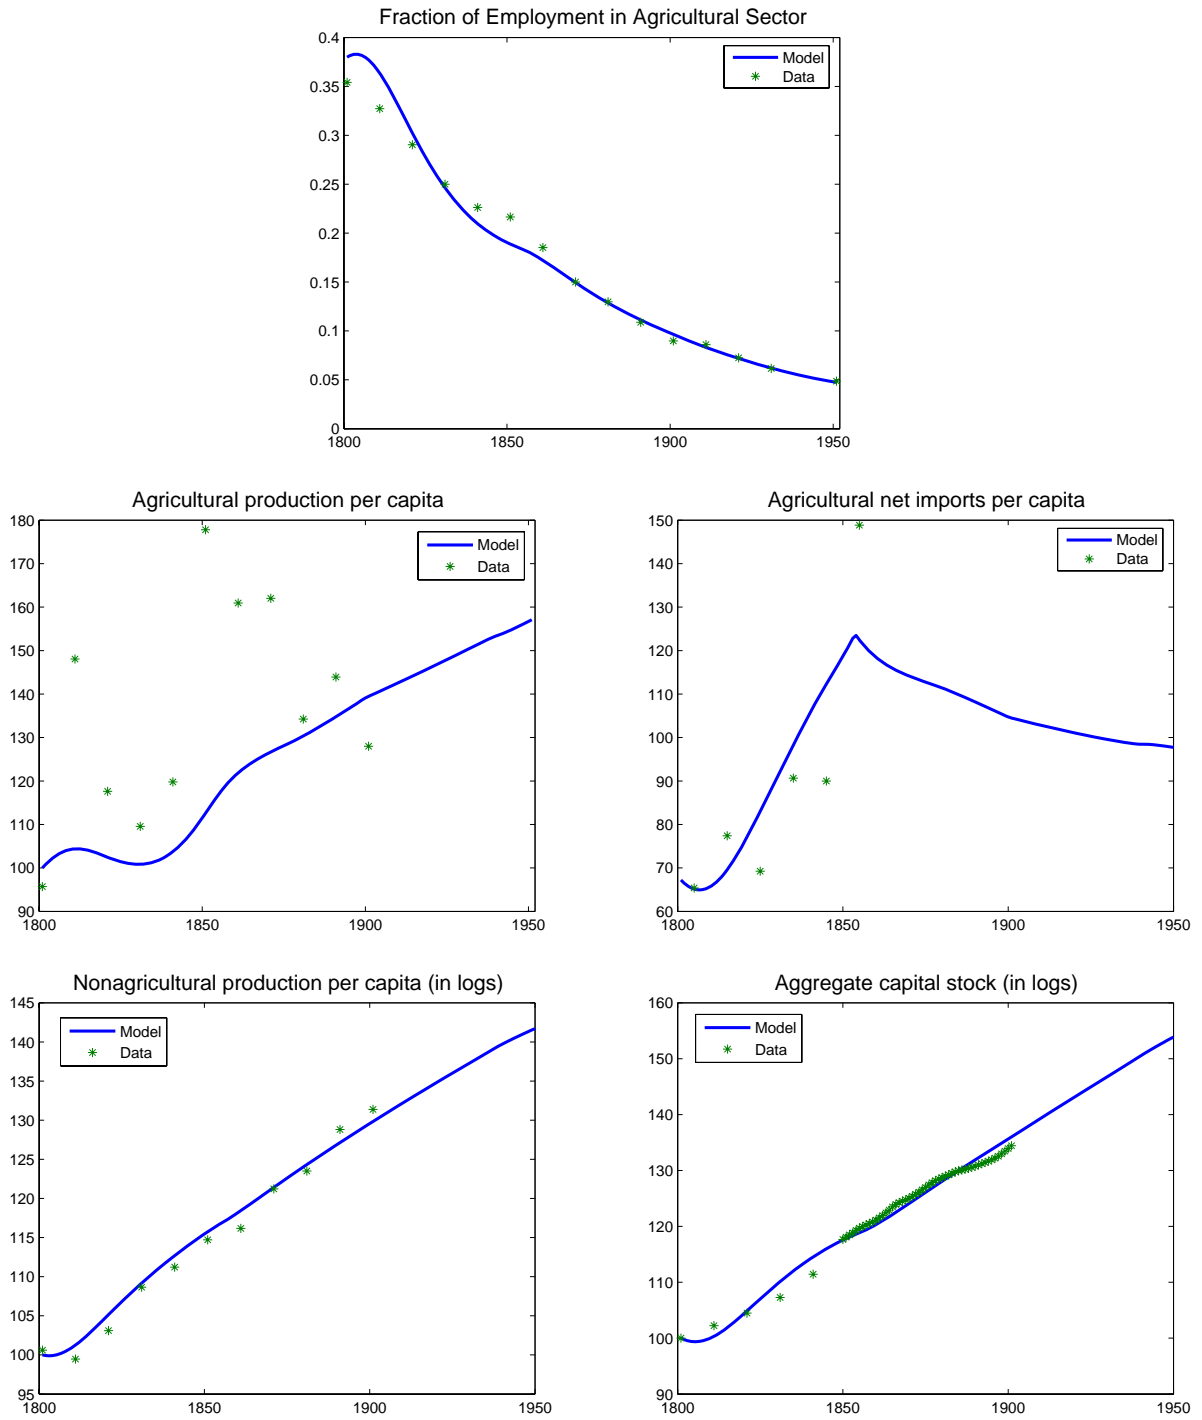 Fraction of Employment in Agricultural Sector
0.4
0.35
0.3
0.25
0.2
0.15
0.1
0.05
0
1800 1850 1900 1950
Model
Data
Agricultural production per capita
180
170
160
150
140
130
120
110
100
90
1800 1850 1900 1950
Model
Data
Agricultural net imports per capita
150
140
130
120
110
100
90
80
70
60
1800 1850 1900 1950
Model
Data
Nonagricultural production per capita (in logs)
145
140
135
130
125
120
115
110
105
100
95
1800 1850 1900 1950
Model
Data
Aggregate capital stock (in logs)
160
150
140
130
120
110
100
90
1800 1850 1900 1950
Model
Data